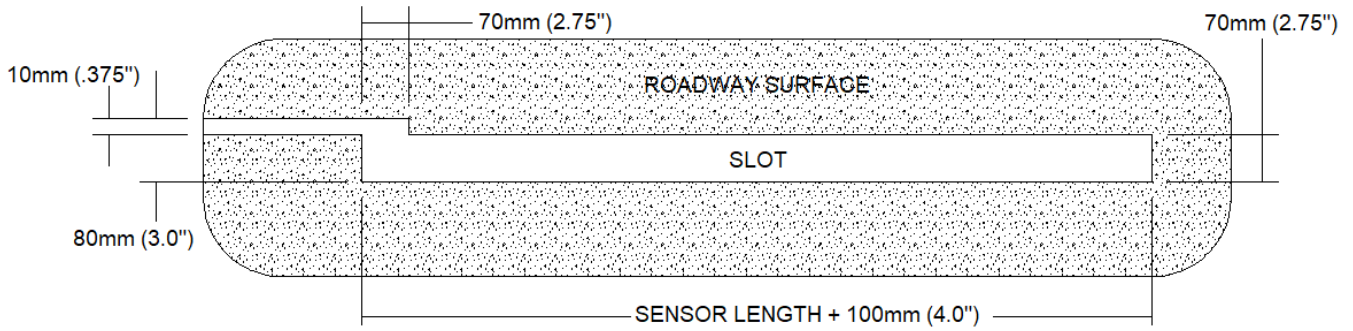 70mm (2.75")
70mm (2.75")
10mm (.375")
ROADWAY SURFACE
SLOT
80mm (3.0")
SENSOR LENGTH + 100mm (4.0")